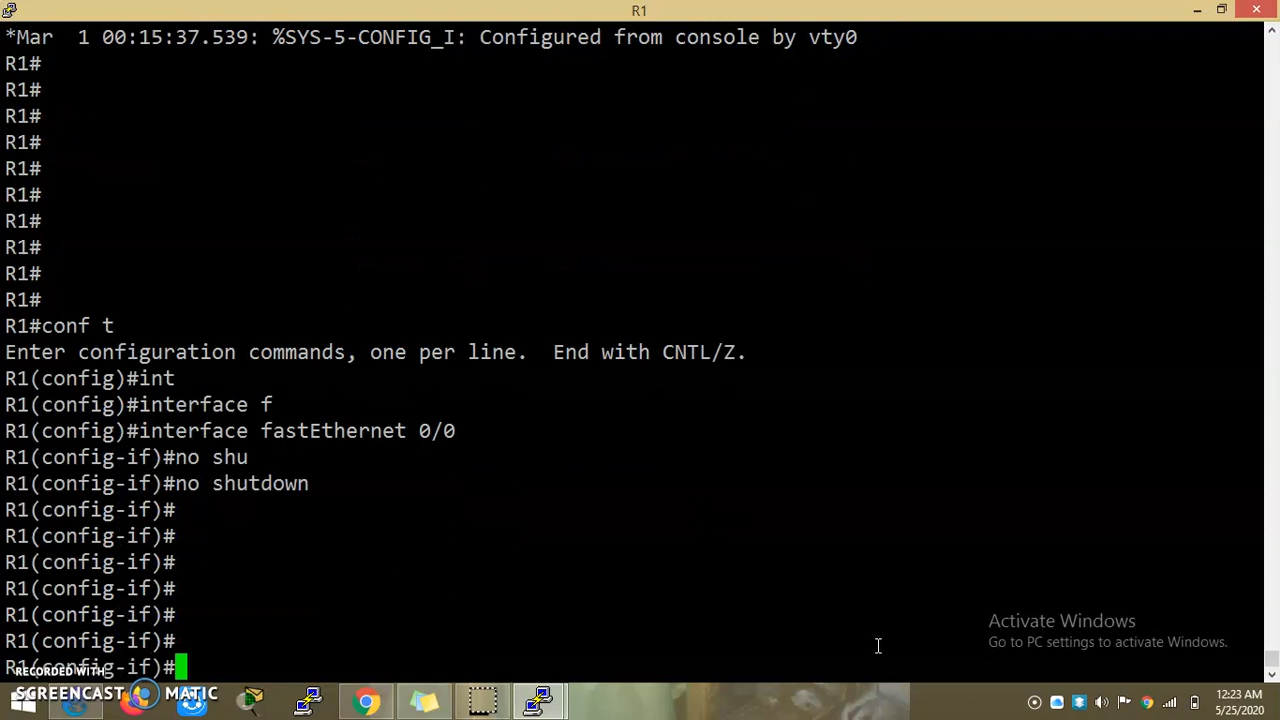 R1
*Mar  1 00:15:37.539: %SYS-5-CONFIG_I: Configured from console by vty0
R1#
R1#
R1#
R1#
R1#
R1#
R1#
R1#
R1#
R1#
R1#conf t
Enter configuration commands, one per line.  End with CNTL/Z.
R1(config)#int
R1(config)#interface f
R1(config)#interface fastEthernet 0/0
R1(config-if)#no shu
R1(config-if)#no shutdown
R1(config-if)#
R1(config-if)#
R1(config-if)#
R1(config-if)#
R1(config-if)#
R1(config-if)#
R1(config-if)#
Activate Windows
Go to PC settings to activate Windows.
RECORDED WITH
SCREENCAST MATIC
12:23 AM
5/25/2020